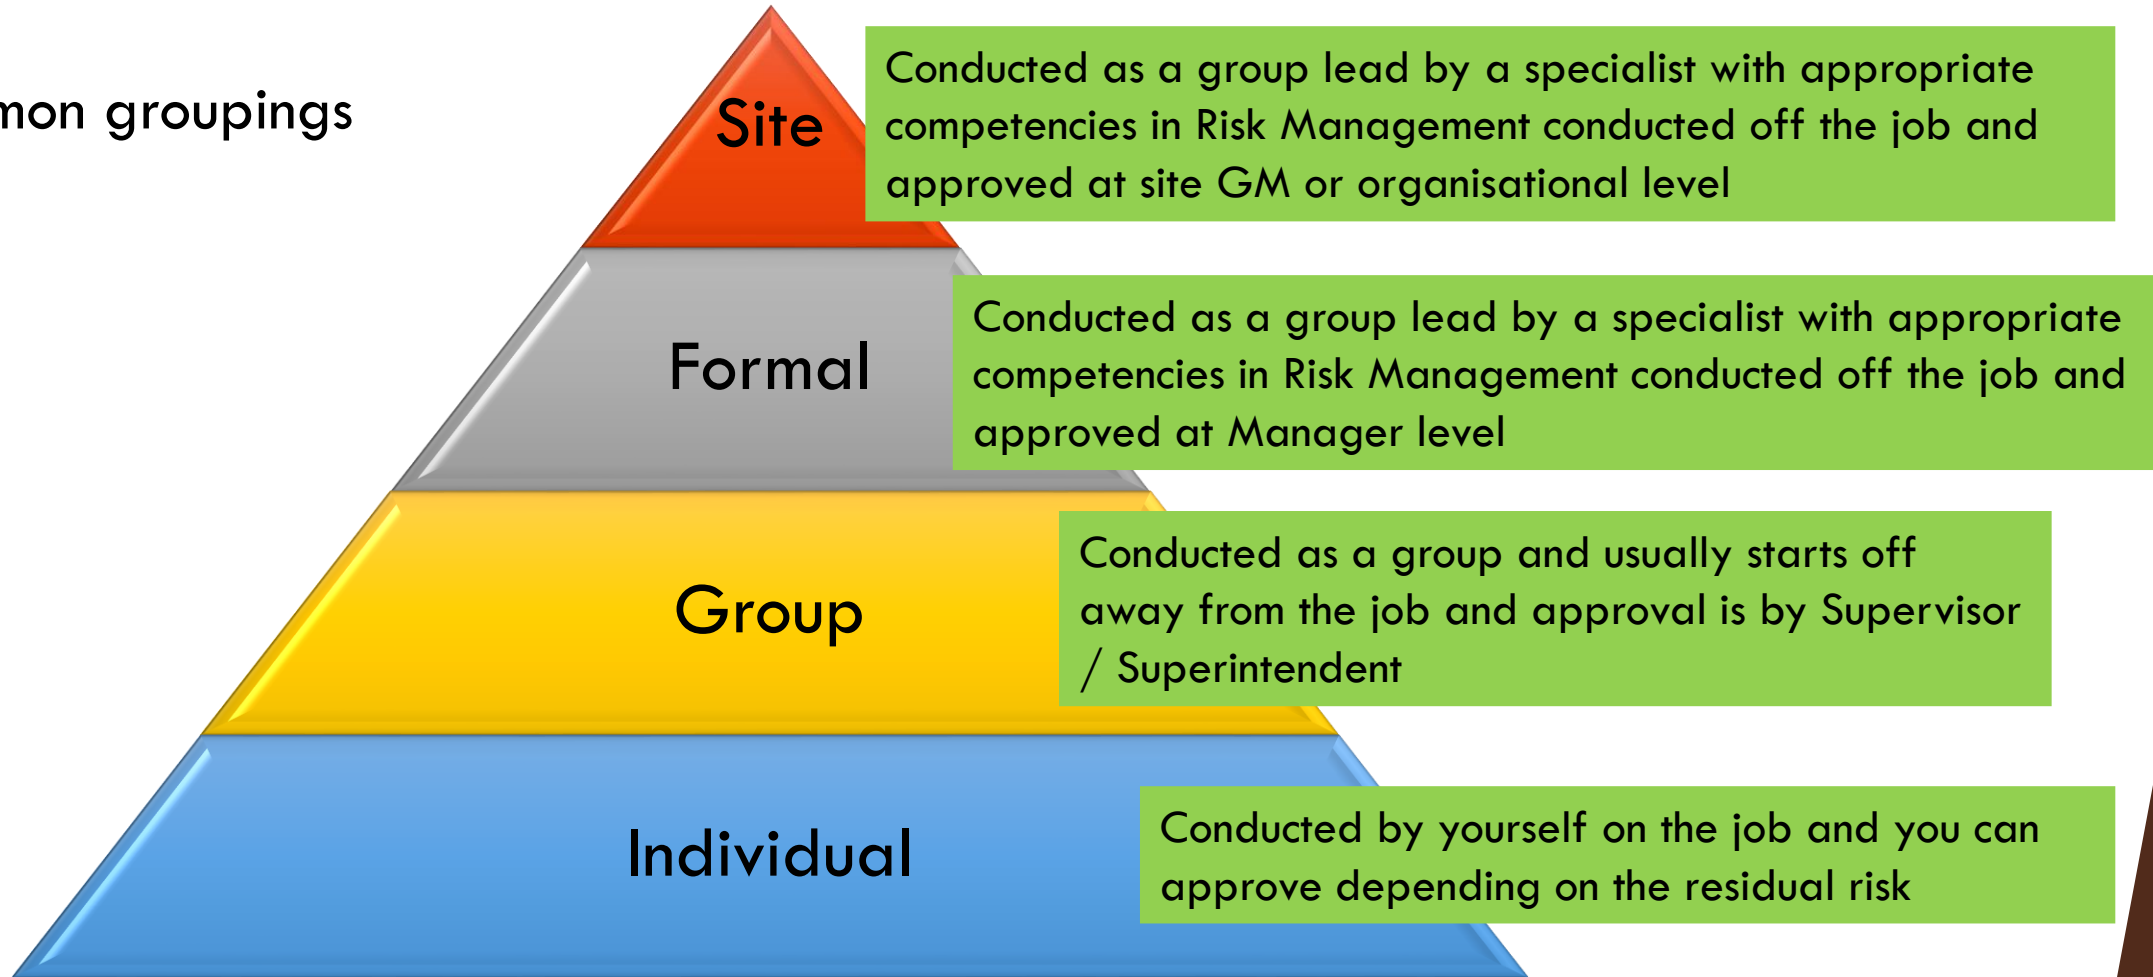 mon groupings
Site
Conducted as a group lead by a specialist with appropriate
competencies in Risk Management conducted off the job and
approved at site GM or organisational level
Formal
Conducted as a group lead by a specialist with appropriate
competencies in Risk Management conducted off the job and
approved at Manager level
Group
Conducted as a group and usually starts off
away from the job and approval is by Supervisor
/ Superintendent
Individual
Conducted by yourself on the job and you can
approve depending on the residual risk